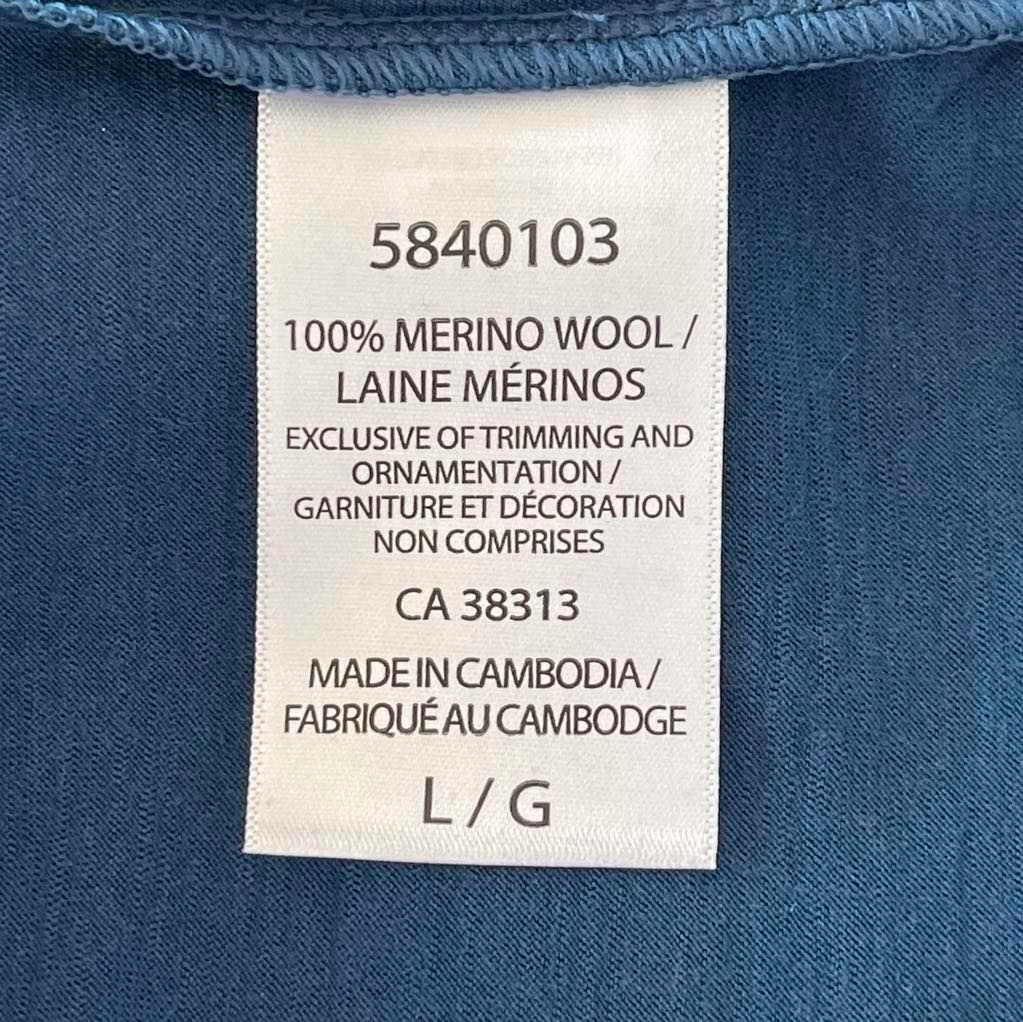 5840103
100% MERINO WOOL /
LAINE MÉRINOS
EXCLUSIVE OF TRIMMING AND
ORNAMENTATION /
GARNITURE ET DÉCORATION
NON COMPRISES
CA 38313
MADE IN CAMBODIA /
FABRIQUÉ AU CAMBODGE
L / G